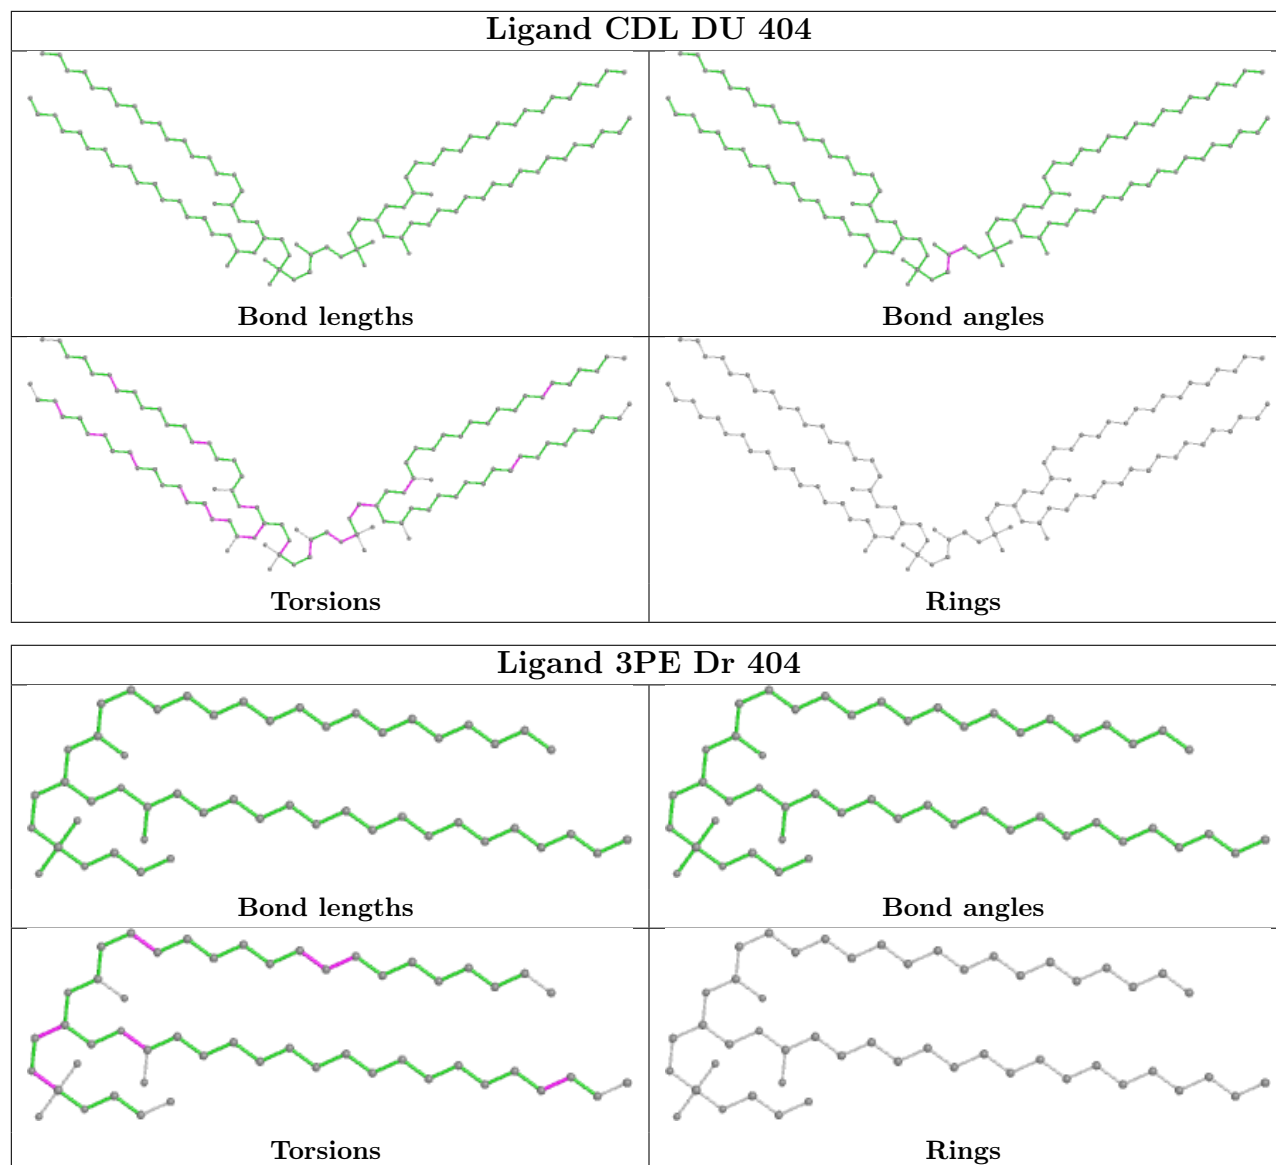 Ligand CDL DU 404
Bond lengths
Bond angles
Torsions
Rings
Ligand 3PE Dr 404
Bond lengths
Bond angles
Torsions
Rings